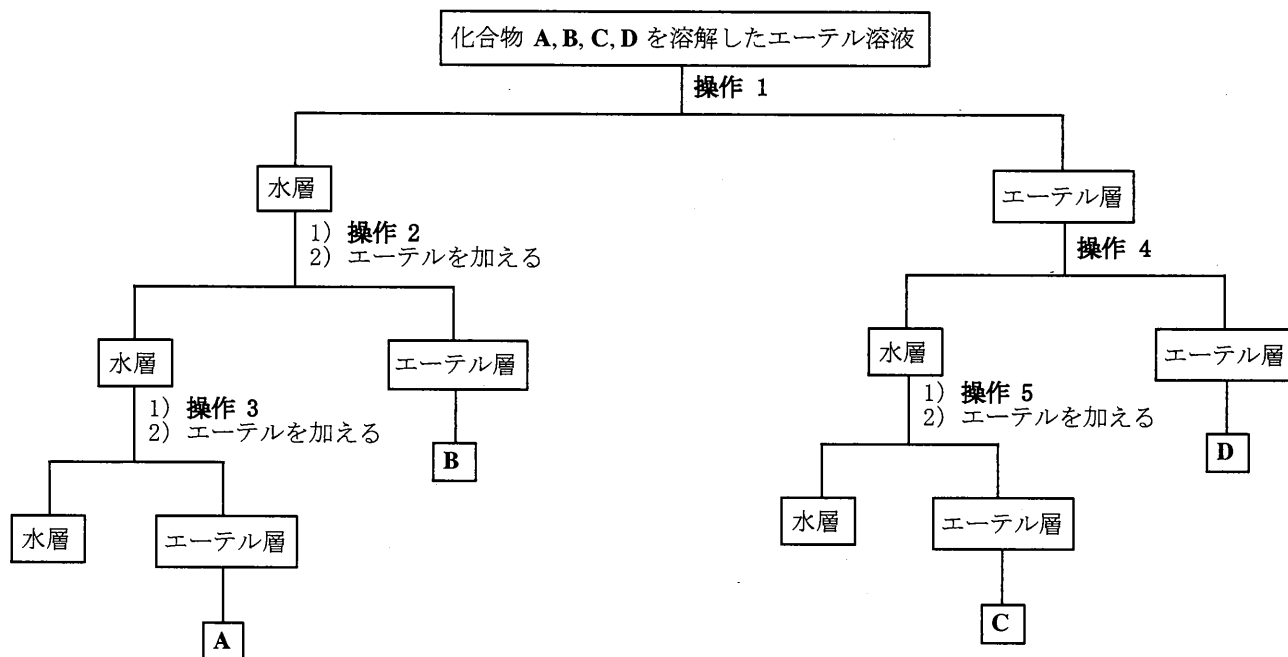 化合物 A, B, C, D を溶解したエーテル溶液
操作 1
水層
エーテル層
1) 操作 2
2) エーテルを加える
操作 4
水層
エーテル層
水層
エーテル層
1) 操作 3
2) エーテルを加える
1) 操作 5
2) エーテルを加える
B
D
水層
エーテル層
水層
エーテル層
A
C